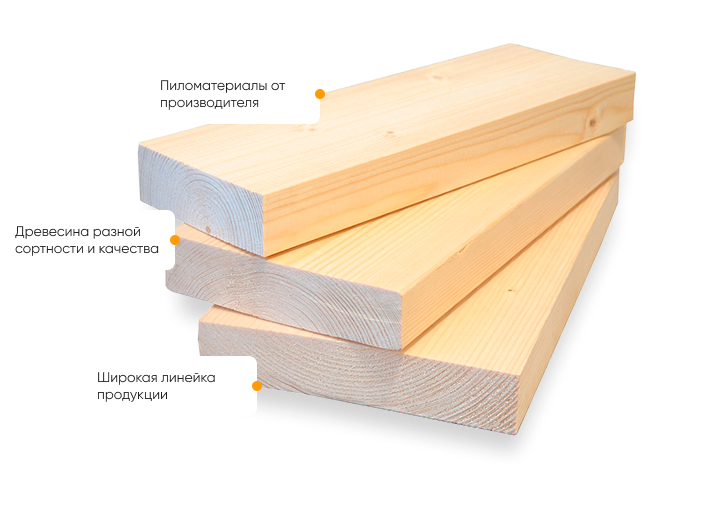 Пиломатериалы от
производителя
Древесина разной
сортности и качества
Широкая линейка
продукции